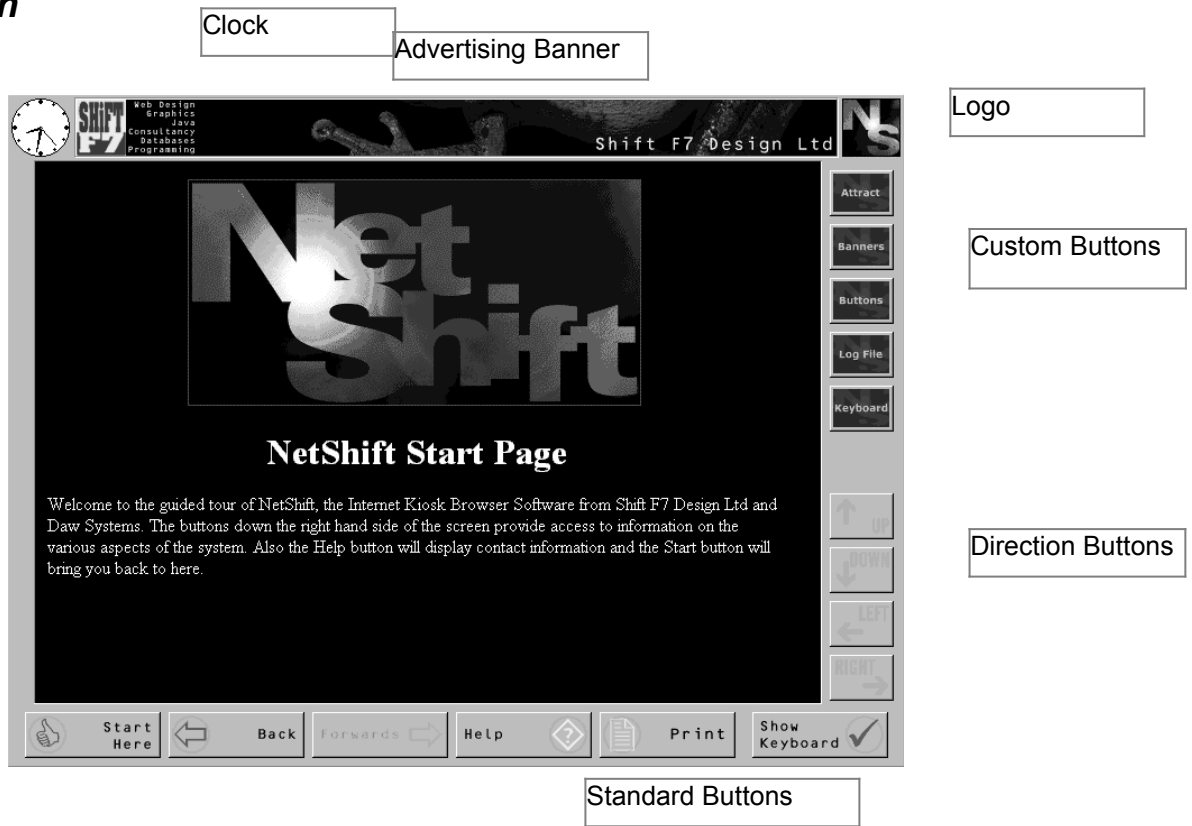 n
Clock
Advertising Banner
SHiFT
F7
Web Design
Graphics
Java
Consultancy
Databases
Programming
Shift F7 Design Ltd
NS
Logo
Attract
Banners
Custom Buttons
Buttons
Log File
Keyboard
Net
Shift
NetShift Start Page
Welcome to the guided tour of NetShift, the Internet Kiosk Browser Software from Shift F7 Design Ltd and
Daw Systems. The buttons down the right hand side of the screen provide access to information on the
various aspects of the system. Also the Help button will display contact information and the Start button will
bring you back to here.
UP
DOWN
Direction Buttons
LEFT
RIGHT
Start
Here
Back
Forwards
Help
?
Print
Show
Keyboard
Standard Buttons